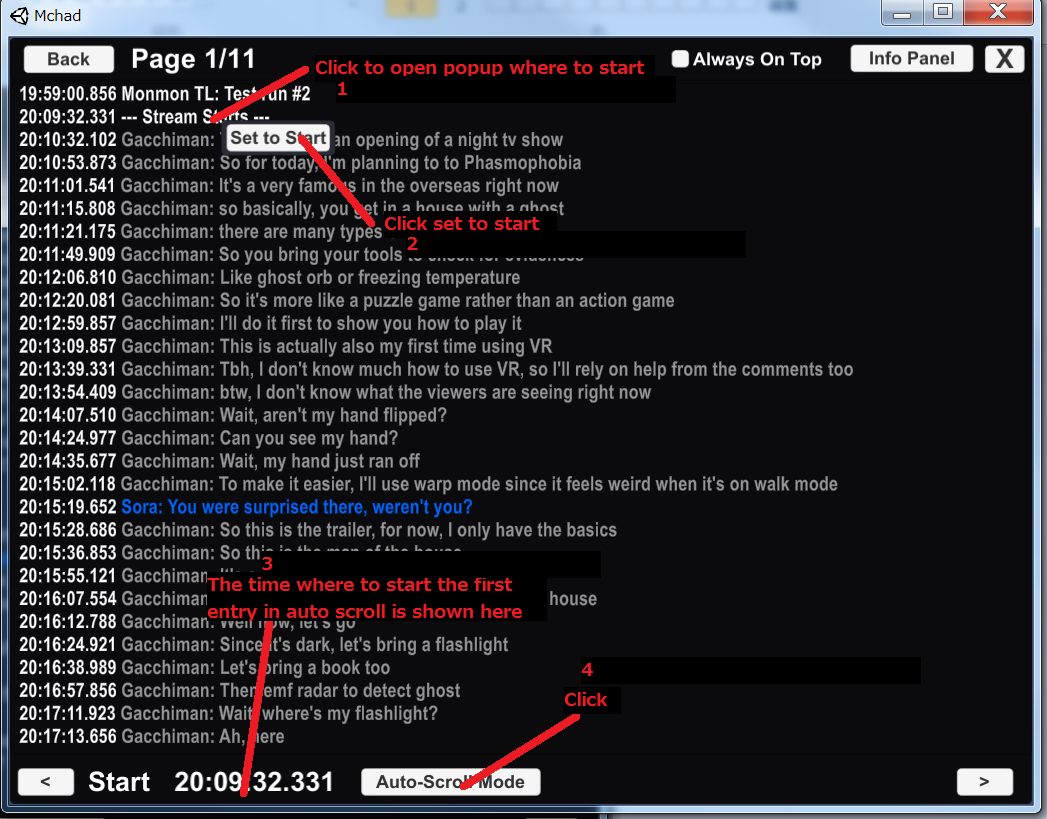 Mchad
Back Page 1/11 Always On Top Info Panel X
Click to open popup where to start
1
19:59:00.856 Monmon TL: Test run #2
20:09:32.331 --- Stream Starts ---
20:10:32.102 Gacchiman: an opening of a night tv show
Set to Start
20:10:53.873 Gacchiman: So for today, I'm planning to to Phasmophobia
20:11:01.541 Gacchiman: It's a very famous in the overseas right now
20:11:15.808 Gacchiman: so basically, you get in a house with a ghost
Click set to start
2
20:11:21.175 Gacchiman: there are many types
20:11:49.909 Gacchiman: So you bring your tools to check for evidences
20:12:06.810 Gacchiman: Like ghost orb or freezing temperature
20:12:20.081 Gacchiman: So it's more like a puzzle game rather than an action game
20:12:59.857 Gacchiman: I'll do it first to show you how to play it
20:13:09.857 Gacchiman: This is actually also my first time using VR
20:13:39.331 Gacchiman: Tbh, I don't know much how to use VR, so I'll rely on help from the comments too
20:13:54.409 Gacchiman: btw, I don't know what the viewers are seeing right now
20:14:07.510 Gacchiman: Wait, aren't my hand flipped?
20:14:24.977 Gacchiman: Can you see my hand?
20:14:35.677 Gacchiman: Wait, my hand just ran off
20:15:02.118 Gacchiman: To make it easier, I'll use warp mode since it feels weird when it's on walk mode
20:15:19.652 Sora: You were surprised there, weren't you?
20:15:28.686 Gacchiman: So this is the trailer, for now, I only have the basics
20:15:36.853 Gacchiman: So this is the map of the house
3
20:15:55.121 Gacchiman:
The time where to start the first
20:16:07.554 Gacchiman house
entry in auto scroll is shown here
20:16:12.788 Gacchiman: Well now, let's go
20:16:24.921 Gacchiman: Since it's dark, let's bring a flashlight
20:16:38.989 Gacchiman: Let's bring a book too
4
20:16:57.856 Gacchiman: Then emf radar to detect ghost
Click
20:17:11.923 Gacchiman: Wait, where's my flashlight?
20:17:13.656 Gacchiman: Ah, here
< Start 20:09:32.331 Auto-Scroll Mode >